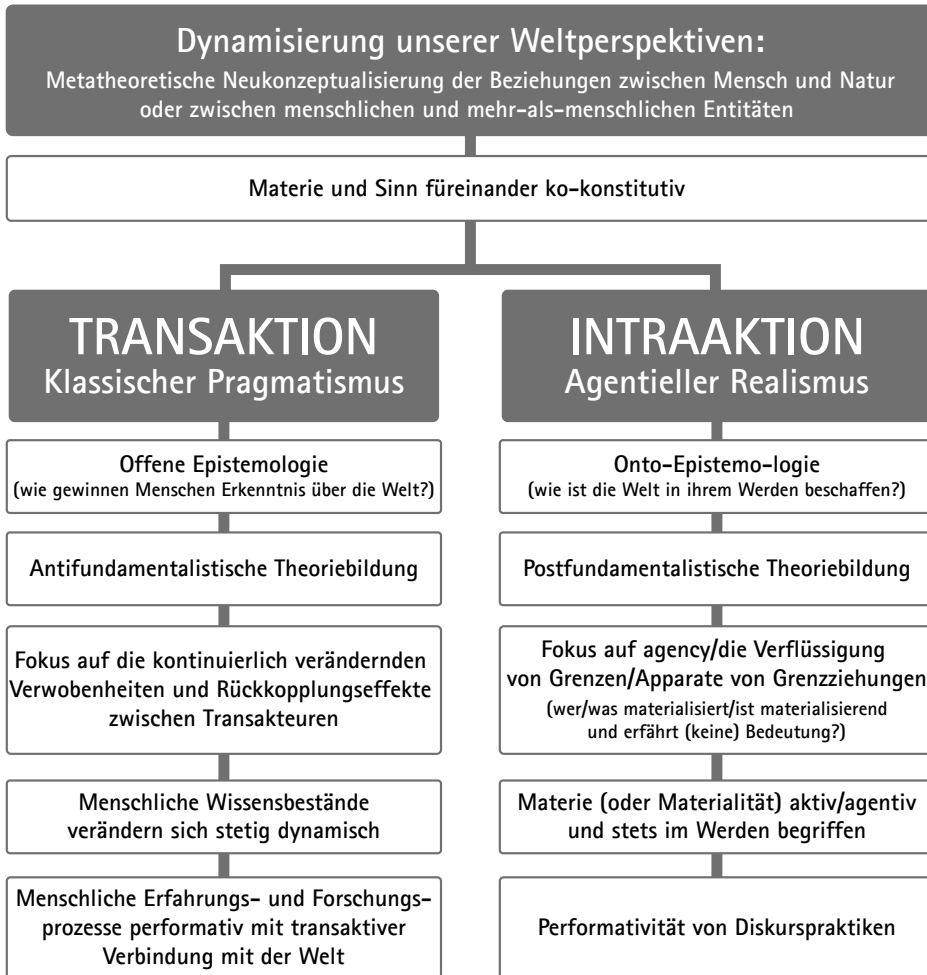 Dynamisierung unserer Weltperspektiven:
Metatheoretische Neukonzeptualisierung der Beziehungen zwischen Mensch und Natur
oder zwischen menschlichen und mehr-als-menschlichen Entitäten
Materie und Sinn füreinander ko-konstitutiv
TRANSAKTION
Klassischer Pragmatismus
Offene Epistemologie
(wie gewinnen Menschen Erkenntnis über die Welt?)
Antifundamentalistische Theoriebildung
Fokus auf die kontinuierlich verändernden
Verwobenheiten und Rückkopplungseffekte
zwischen Transakteuren
Menschliche Wissensbestände
verändern sich stetig dynamisch
Menschliche Erfahrungs- und Forschungs-
prozesse performativ mit transaktiver
Verbindung mit der Welt
INTRAAKTION
Agentieller Realismus
Onto-Epistemo-logie
(wie ist die Welt in ihrem Werden beschaffen?)
Postfundamentalistische Theoriebildung
Fokus auf agency/die Verflüssigung
von Grenzen/Apparate von Grenzziehungen
(wer/was materialisiert/ist materialisierend
und erfährt (keine) Bedeutung?)
Materie (oder Materialität) aktiv/agentiv
und stets im Werden begriffen
Performativität von Diskurspraktiken